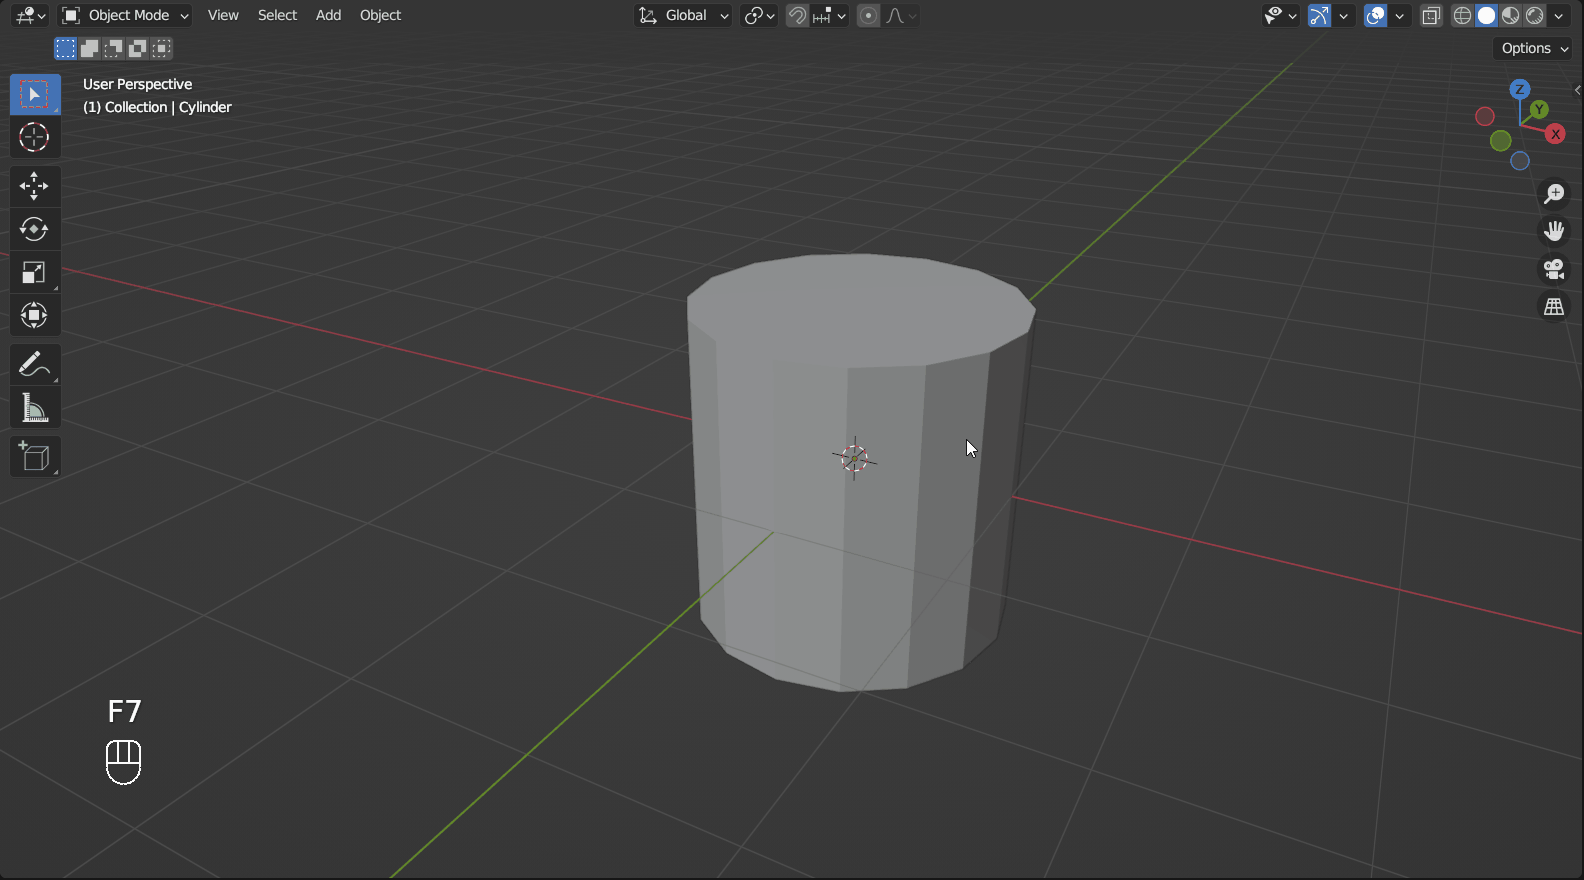 Object Mode View Select Add Object Global
Options
User Perspective
(1) Collection | Cylinder
Z
Y
X
F7